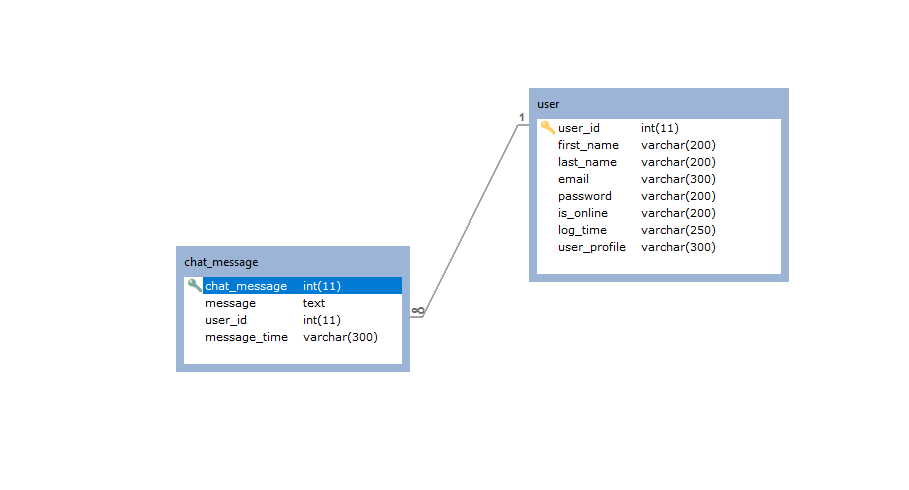 user
1
user_id int(11)
first_name varchar(200)
last_name varchar(200)
email varchar(300)
password varchar(200)
is_online varchar(200)
log_time varchar(250)
user_profile varchar(300)
chat_message
chat_message int(11)
message text
∞
user_id int(11)
message_time varchar(300)